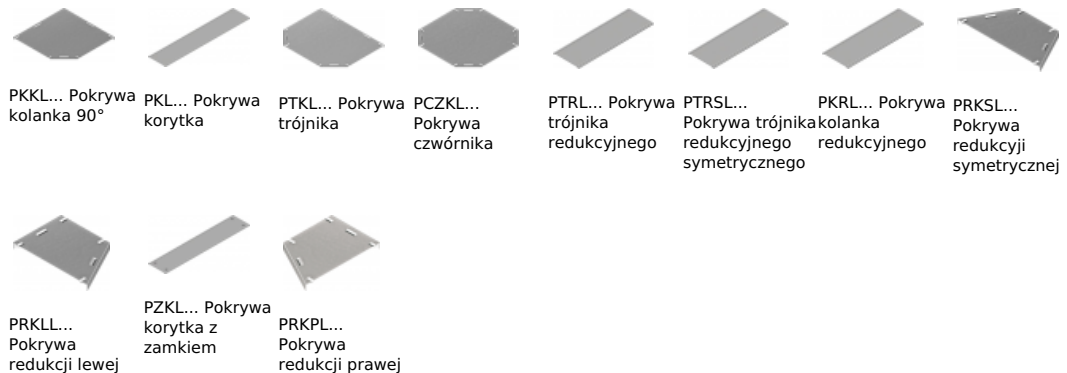 PKKL... Pokrywa
kolanka 90°
PKL... Pokrywa
korytka
PTKL... Pokrywa
trójnika
PCZKL...
Pokrywa
czwórnika
PTRL... Pokrywa
trójnika
redukcyjnego
PTRSL...
Pokrywa trójnika
redukcyjnego
symetrycznego
PKRL... Pokrywa
kolanka
redukcyjnego
PRKSL...
Pokrywa
redukcyji
symetrycznej
PRKLL...
Pokrywa
redukcji lewej
PZKL... Pokrywa
korytka z
zamkiem
PRKPL...
Pokrywa
redukcji prawej